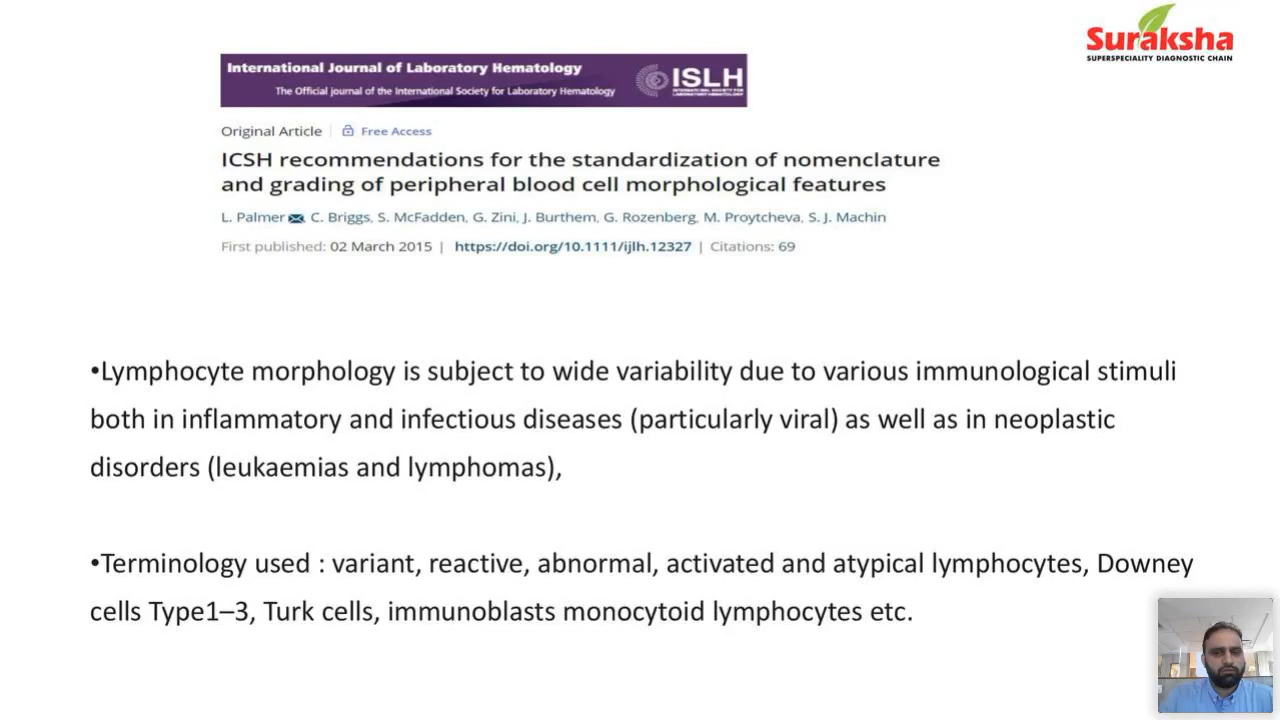 Suraksha
SUPERSPECIALITY DIAGNOSTIC CHAIN
International Journal of Laboratory Hematology
The Official journal of the International Society for Laboratory Hematology
ISLH
INTERNATIONAL SOCIETY FOR
LABORATORY HEMATOLOGY
Original Article | Free Access
ICSH recommendations for the standardization of nomenclature
and grading of peripheral blood cell morphological features
L. Palmer, C. Briggs, S. McFadden, G. Zini, J. Burthem, G. Rozenberg, M. Proytcheva, S. J. Machin
First published: 02 March 2015 | https://doi.org/10.1111/ijlh.12327 | Citations: 69
•Lymphocyte morphology is subject to wide variability due to various immunological stimuli
both in inflammatory and infectious diseases (particularly viral) as well as in neoplastic
disorders (leukaemias and lymphomas),
•Terminology used : variant, reactive, abnormal, activated and atypical lymphocytes, Downey
cells Type1–3, Turk cells, immunoblasts monocytoid lymphocytes etc.